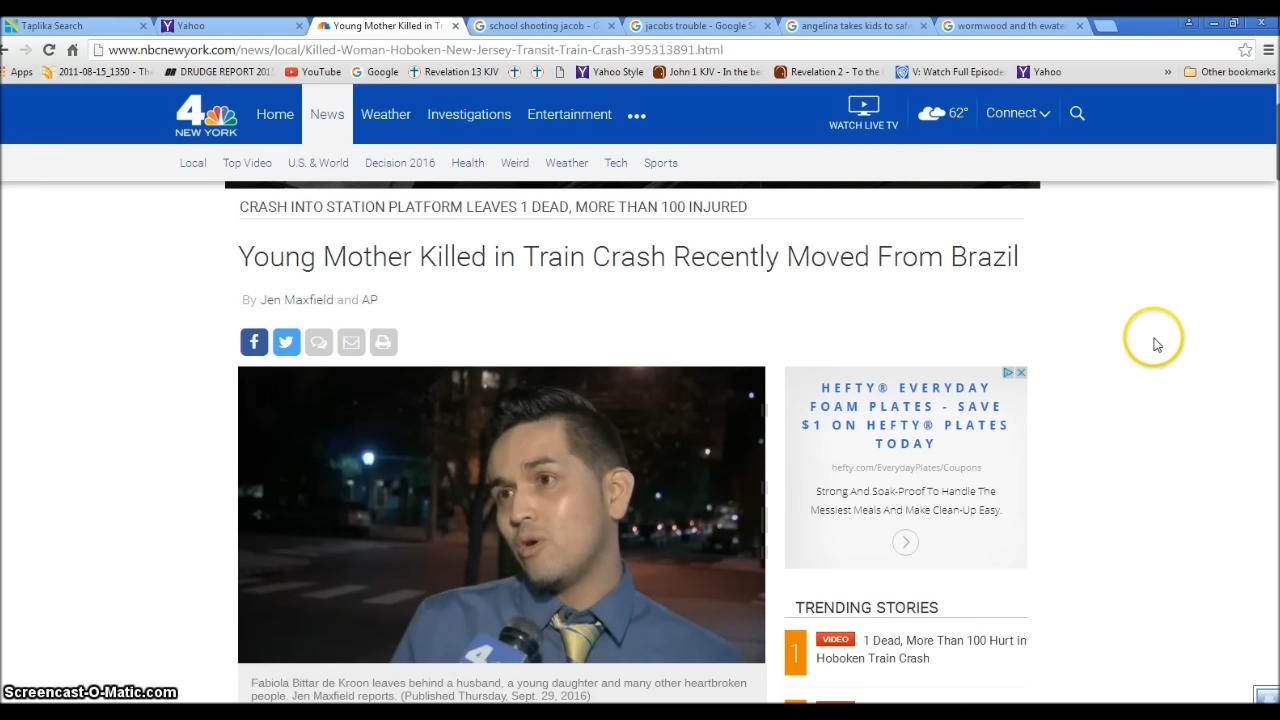 Taplika Search
Yahoo
Young Mother Killed in Tr
school shooting jacob - G
jacobs trouble - Google Se
angelina takes kids to safe
wormwood and th ewater
www.nbcnewyork.com/news/local/Killed-Woman-Hoboken-New-Jersey-Transit-Train-Crash-395313891.html
Apps
2011-08-15_1350 - Th
DRUDGE REPORT 201
YouTube
Google
Revelation 13 KJV
Yahoo Style
John 1 KJV - In the be
Revelation 2 - To the
V: Watch Full Episode
Yahoo
»
Other bookmarks
4
NEW YORK
Home
News
Weather
Investigations
Entertainment
WATCH LIVE TV
62°
Connect
Local
Top Video
U.S. & World
Decision 2016
Health
Weird
Weather
Tech
Sports
CRASH INTO STATION PLATFORM LEAVES 1 DEAD, MORE THAN 100 INJURED
Young Mother Killed in Train Crash Recently Moved From Brazil
By Jen Maxfield and AP
4
Fabiola Bittar de Kroon leaves behind a husband, a young daughter and many other heartbroken
people. Jen Maxfield reports. (Published Thursday, Sept. 29, 2016)
HEFTY® EVERYDAY
FOAM PLATES - SAVE
$1 ON HEFTY® PLATES
TODAY
hefty.com/EverydayPlates/Coupons
Strong And Soak-Proof To Handle The
Messiest Meals And Make Clean-Up Easy.
TRENDING STORIES
1
VIDEO 1 Dead, More Than 100 Hurt in
Hoboken Train Crash
Screencast-O-Matic.com